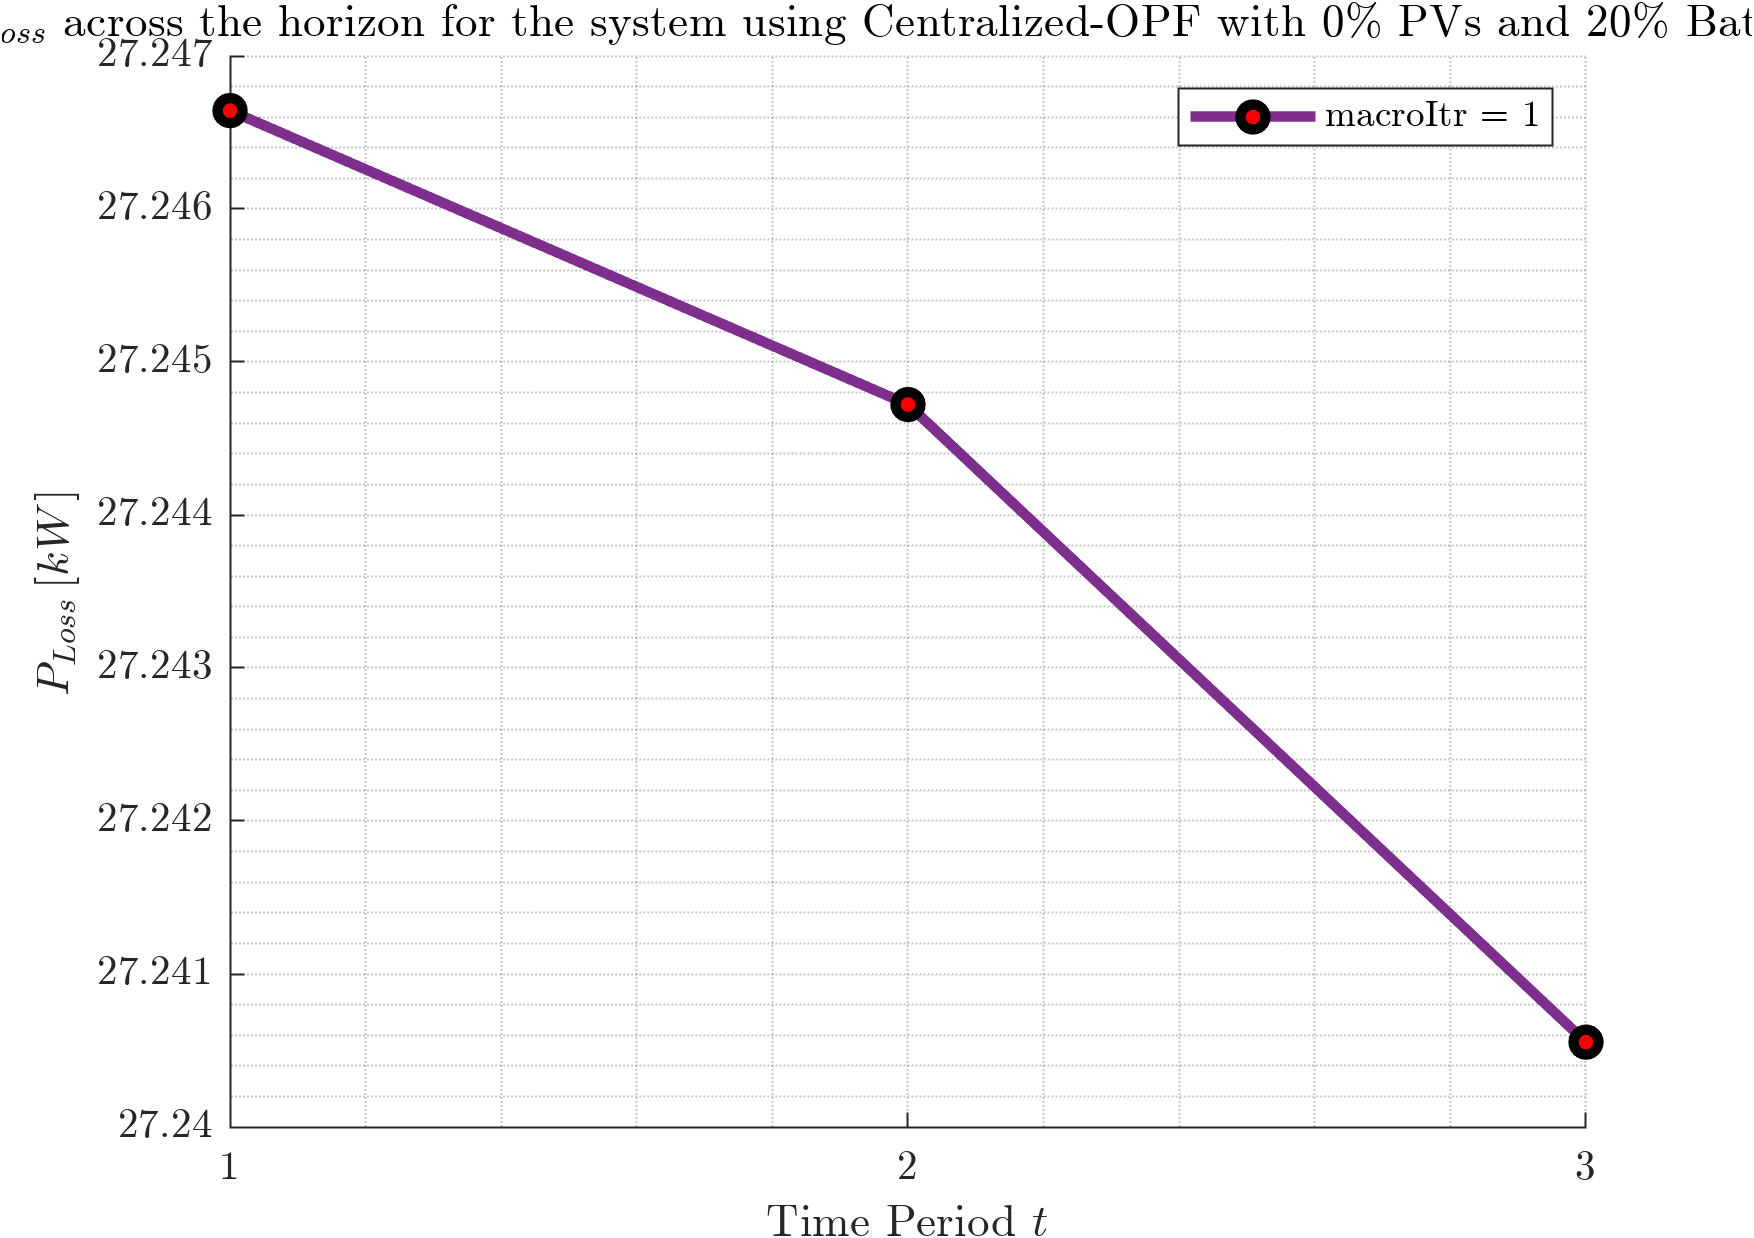 oss across the horizon for the system using Centralized-OPF with 0% PVs and 20% Bat
27.247
macroItr = 1
27.246
27.245
27.244
27.243
27.242
27.241
27.24
P_Loss [kW]
1 2 3
Time Period t